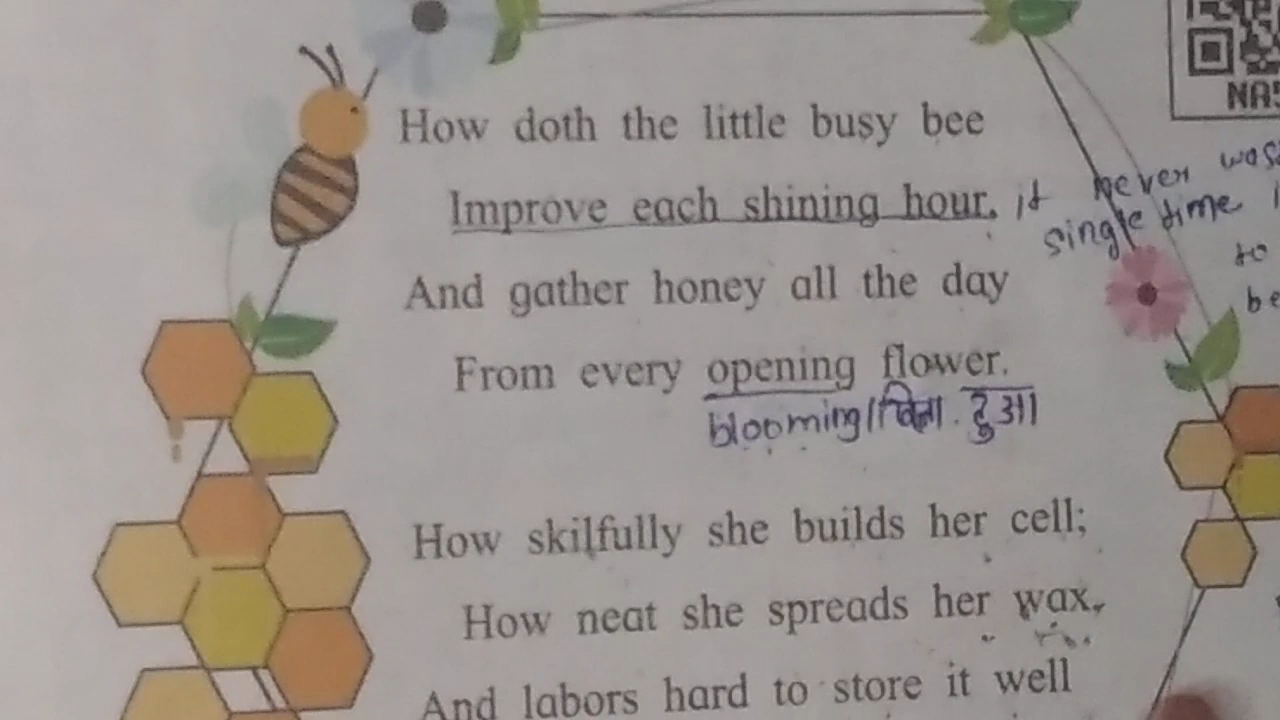 How doth the little busy bee
Improve each shining hour, it never
single time
to
And gather honey all the day
From every opening flower.
blooming/ हुआ
How skilfully she builds her cell;
How neat she spreads her wax,
And labors hard to store it well